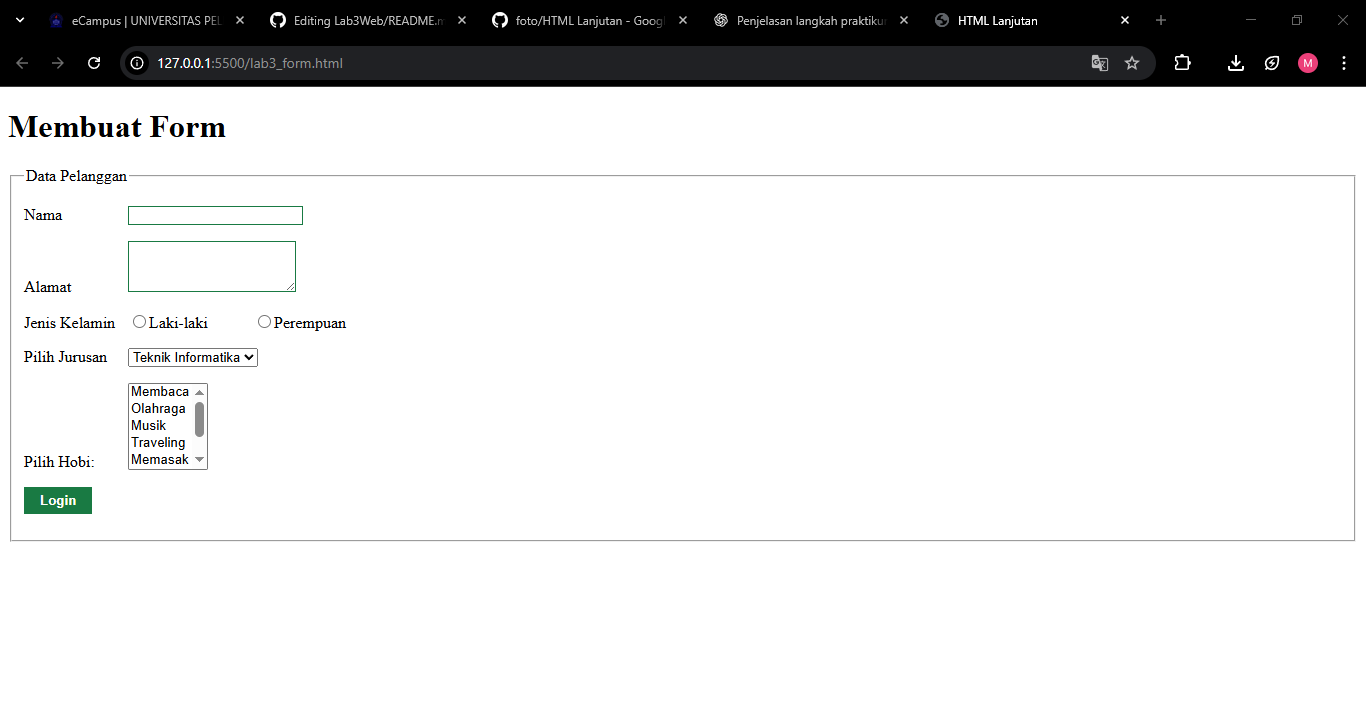 eCampus | UNIVERSITAS PEL
Editing Lab3Web/README.m
foto/HTML Lanjutan - Googl
Penjelasan langkah praktikum
HTML Lanjutan
127.0.0.1:5500/lab3_form.html
M
Membuat Form
Data Pelanggan
Nama
Alamat
Jenis Kelamin Laki-laki Perempuan
Pilih Jurusan Teknik Informatika
Membaca
Olahraga
Musik
Traveling
Pilih Hobi: Memasak
Login